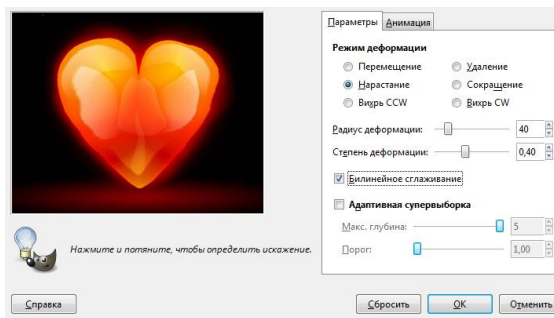 Параметры Анимация
Режим деформации
Перемещение Удаление
Нарастание Сокращение
Вихрь CCW Вихрь CW
Радиус деформации: 40
Степень деформации: 0,40
Билинейное сглаживание
Адаптивная супервыборка
Макс. глубина: 5
Порог: 1,00
Нажмите и потяните, чтобы определить искажение.
Справка Сбросить OK Отменить